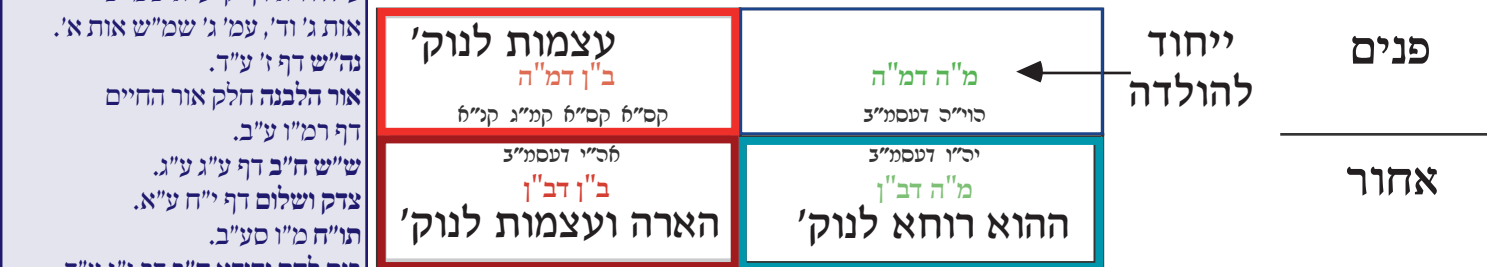 פנים
ייחוד
להולדה
מ"ה דמ"ה
הוי״ה דעסמ״ב
עצמות לנוק׳
ב"ן דמ"ה
קס״א קס״א קמ״ג קנ״א
אחור
יה״ו דעסמ״ב
מ"ה דב"ן
ההוא רוחא לנוק׳
אה״י דעסמ״ב
ב"ן דב"ן
הארה ועצמות לנוק׳
אות ג׳ וד׳, עמ׳ ג׳ שמ״ש אות א׳.
נה״ש דף ז׳ ע״ד.
אור הלבנה חלק אור החיים
דף רמ״ו ע״ב.
ש״ש ח״ב דף ע״ג ע״ג.
צדק ושלום דף י״ח ע״א.
תו״ח מ״ו סע״ב.